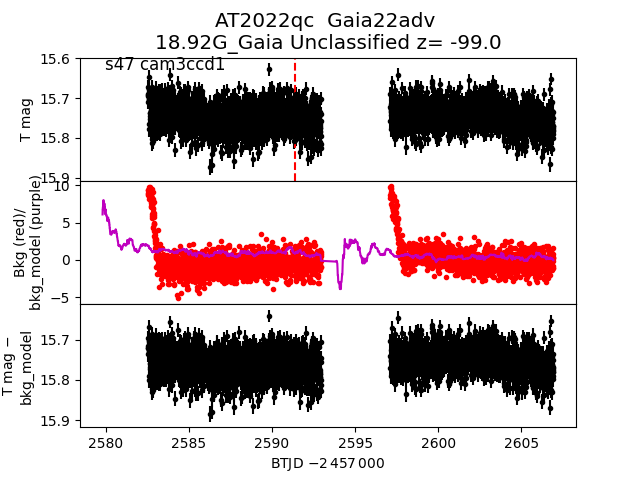 AT2022qc  Gaia22adv
18.92G_Gaia Unclassified z= -99.0
s47 cam3ccd1
15.6
15.7
15.8
15.9
T mag
10
5
0
−5
Bkg (red)/
bkg_model (purple)
15.7
15.8
15.9
T mag −
bkg_model
2580 2585 2590 2595 2600 2605
BTJD −2 457 000